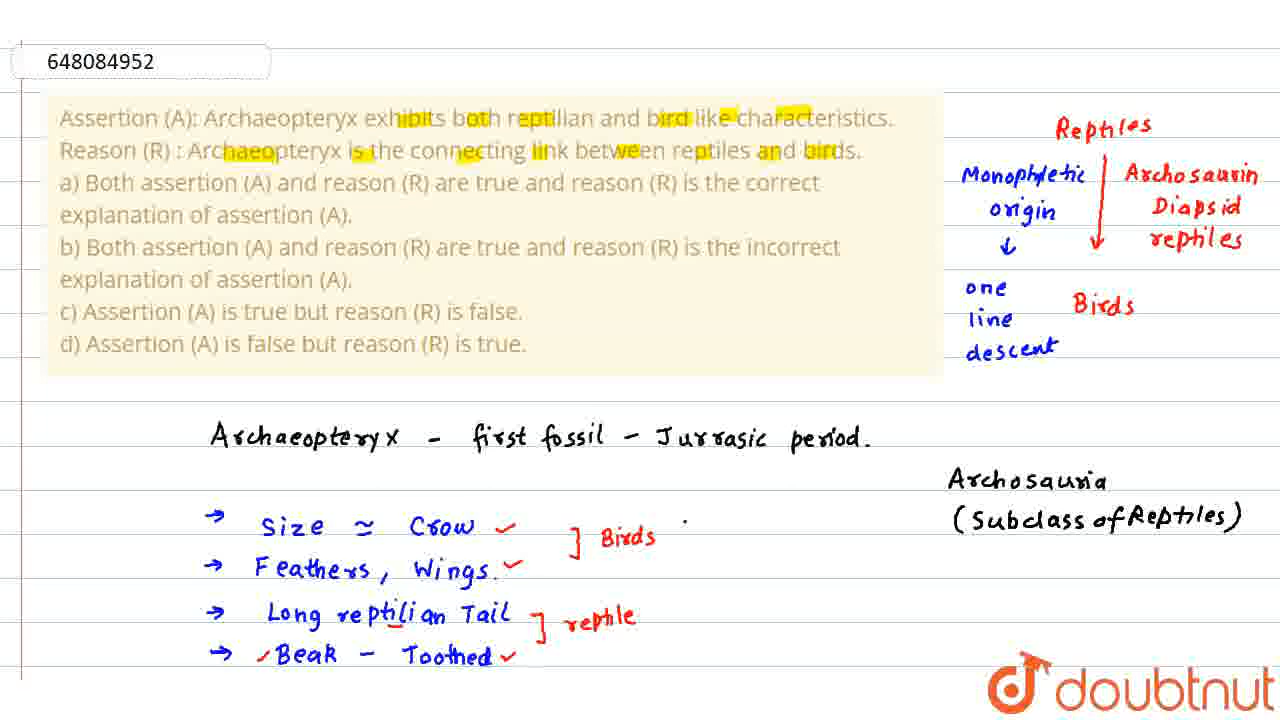 648084952
Assertion (A): Archaeopteryx exhibits both reptilian and bird like characteristics.
Reason (R) : Archaeopteryx is the connecting link between reptiles and birds.
a) Both assertion (A) and reason (R) are true and reason (R) is the correct
explanation of assertion (A).
b) Both assertion (A) and reason (R) are true and reason (R) is the incorrect
explanation of assertion (A).
c) Assertion (A) is true but reason (R) is false.
d) Assertion (A) is false but reason (R) is true.
Reptiles
Monophyletic
origin
↓
one
line
descent
Archosaurin
Diapsid
reptiles
Birds
Archaeopteryx - first fossil - Jurrasic period.
→ Size ≃ Crow ✓
→ Feathers, Wings. ✓
] Birds
→ Long reptilian Tail
→ ✓ Beak - Toothed ✓
] reptile
Archosauria
(Subclass of Reptiles)
doubtnut